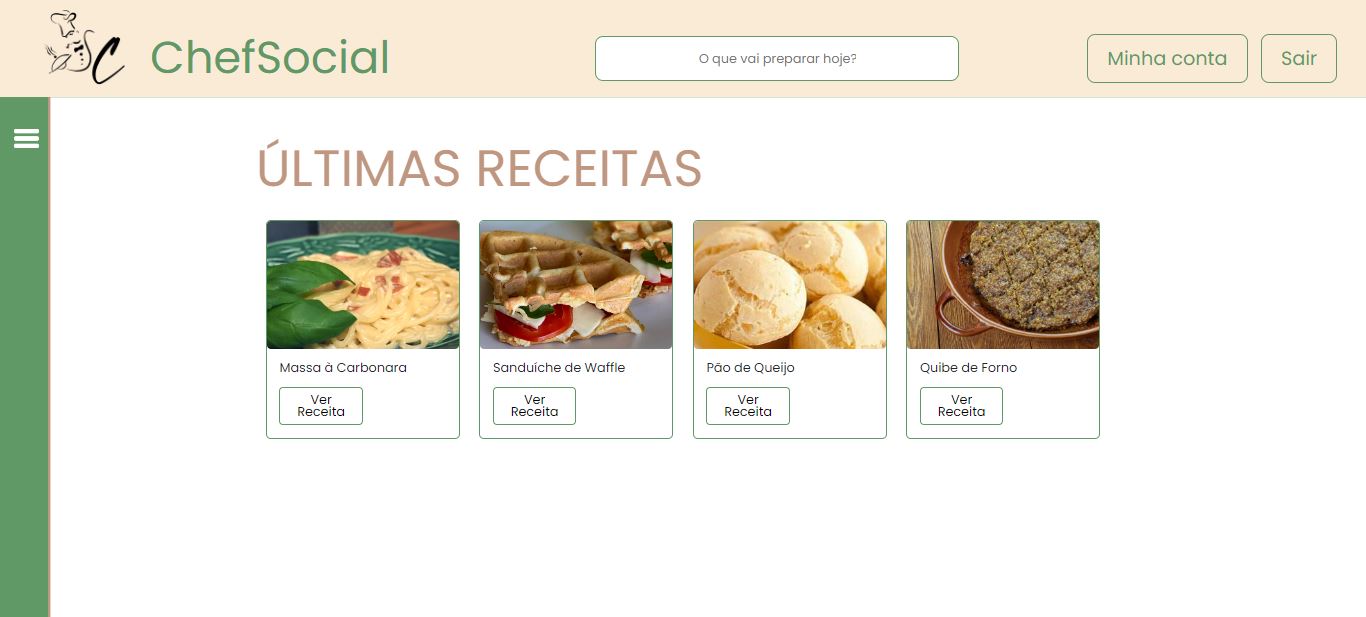 C
ChefSocial
O que vai preparar hoje?
Minha conta
Sair
ÚLTIMAS RECEITAS
Massa à Carbonara
Ver
Receita
Sanduíche de Waffle
Ver
Receita
Pão de Queijo
Ver
Receita
Quibe de Forno
Ver
Receita